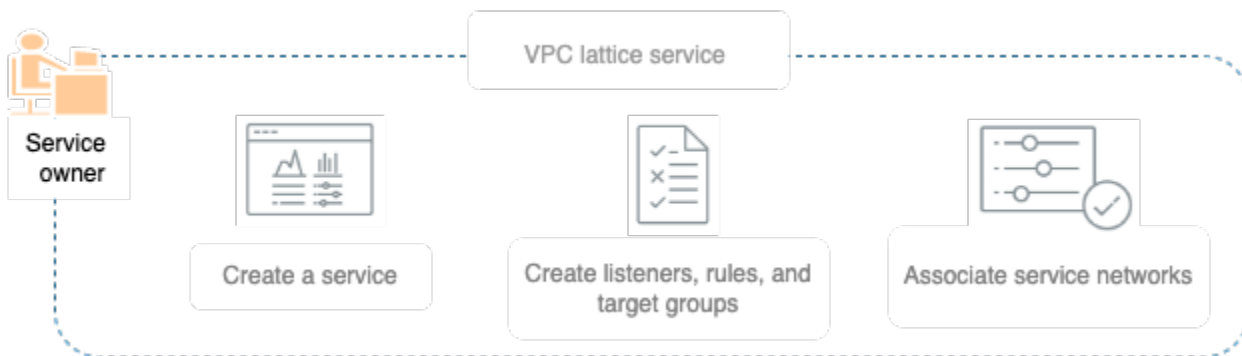 VPC lattice service
Service
owner
Create a service
Create listeners, rules, and
target groups
Associate service networks